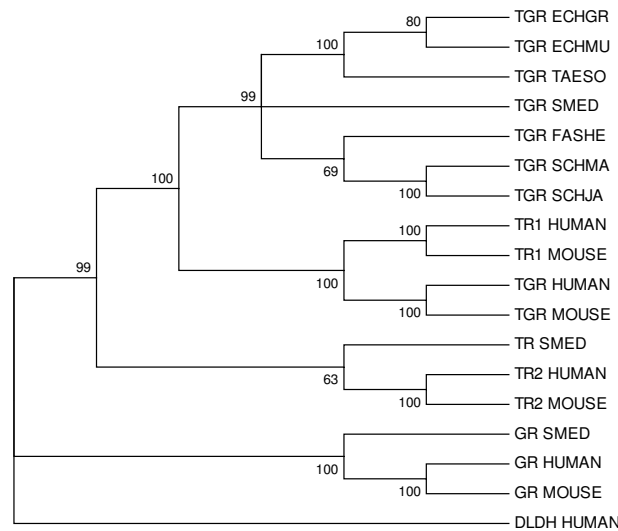 TGR ECHGR
80
TGR ECHMU
100
TGR TAESO
99
TGR SMED
TGR FASHE
69
TGR SCHMA
100
TGR SCHJA
100
TR1 HUMAN
100
TR1 MOUSE
100
TGR HUMAN
100
TGR MOUSE
99
TR SMED
63
TR2 HUMAN
100
TR2 MOUSE
GR SMED
100
GR HUMAN
100
GR MOUSE
DLDH HUMAN